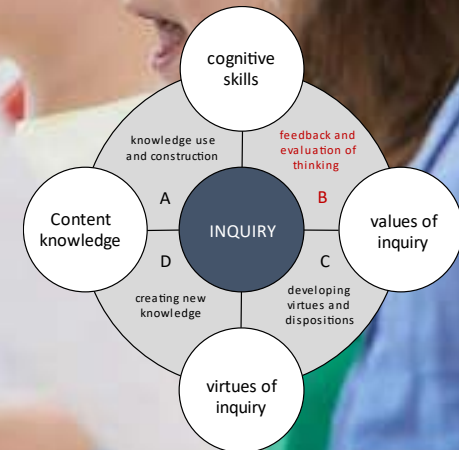 cognitive
skills
knowledge use
and construction
feedback and
evaluation of
thinking
A
B
Content
knowledge
INQUIRY
values of
inquiry
D
C
creating new
knowledge
developing
virtues and
dispositions
virtues of
inquiry